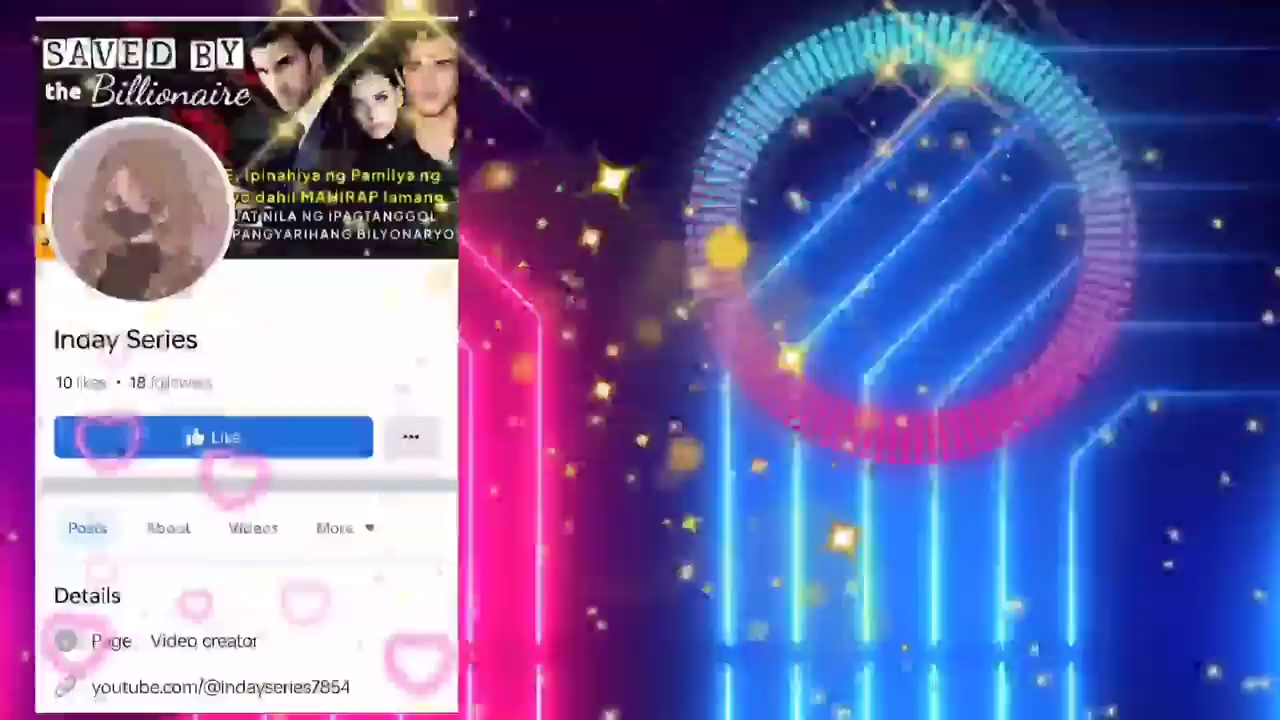 SAVED BY
the Billionaire
E, Ipinahiya ng Pamilya ng
dahil MAHIRAP lamang
NILA NG IPAGTANGGOL
PANGYARIHANG BILYONARYO
Inday Series
10 likes • 18 followers
Like
Posts About Videos More
Details
Page Video creator
youtube.com/@indayseries7854